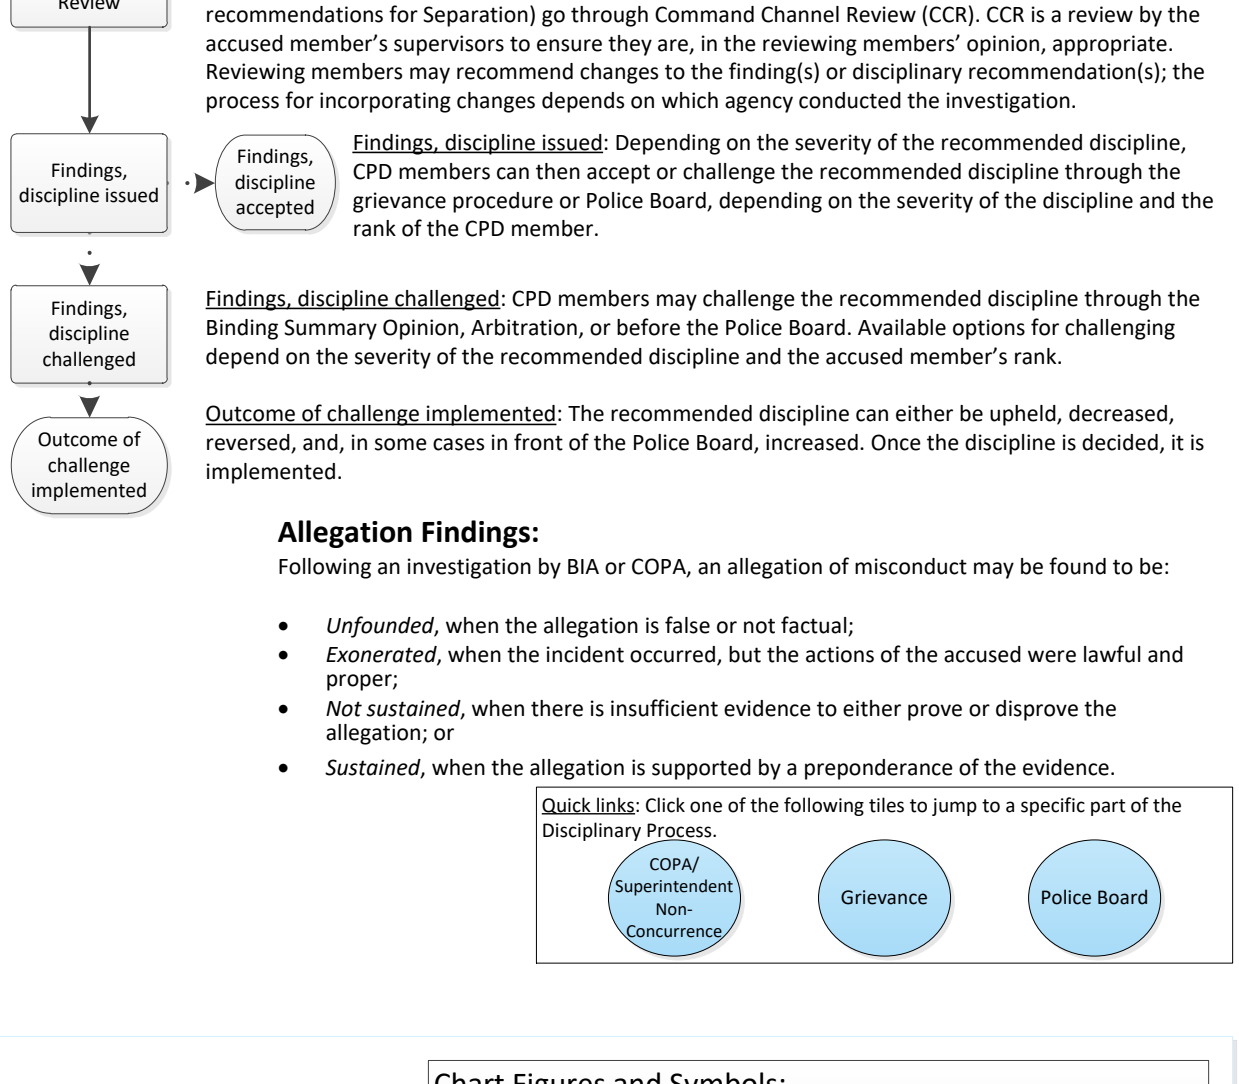 Review
recommendations for Separation) go through Command Channel Review (CCR). CCR is a review by the
accused member’s supervisors to ensure they are, in the reviewing members’ opinion, appropriate.
Reviewing members may recommend changes to the finding(s) or disciplinary recommendation(s); the
process for incorporating changes depends on which agency conducted the investigation.
Findings,
discipline issued
Findings,
discipline
accepted
Findings, discipline issued: Depending on the severity of the recommended discipline,
CPD members can then accept or challenge the recommended discipline through the
grievance procedure or Police Board, depending on the severity of the discipline and the
rank of the CPD member.
Findings,
discipline
challenged
Findings, discipline challenged: CPD members may challenge the recommended discipline through the
Binding Summary Opinion, Arbitration, or before the Police Board. Available options for challenging
depend on the severity of the recommended discipline and the accused member’s rank.
Outcome of
challenge
implemented
Outcome of challenge implemented: The recommended discipline can either be upheld, decreased,
reversed, and, in some cases in front of the Police Board, increased. Once the discipline is decided, it is
implemented.
Allegation Findings:
Following an investigation by BIA or COPA, an allegation of misconduct may be found to be:
• Unfounded, when the allegation is false or not factual;
• Exonerated, when the incident occurred, but the actions of the accused were lawful and
proper;
• Not sustained, when there is insufficient evidence to either prove or disprove the
allegation; or
• Sustained, when the allegation is supported by a preponderance of the evidence.
Quick links: Click one of the following tiles to jump to a specific part of the
Disciplinary Process.
COPA/
Superintendent
Non-
Concurrence
Grievance
Police Board
Chart Figures and Symbols: